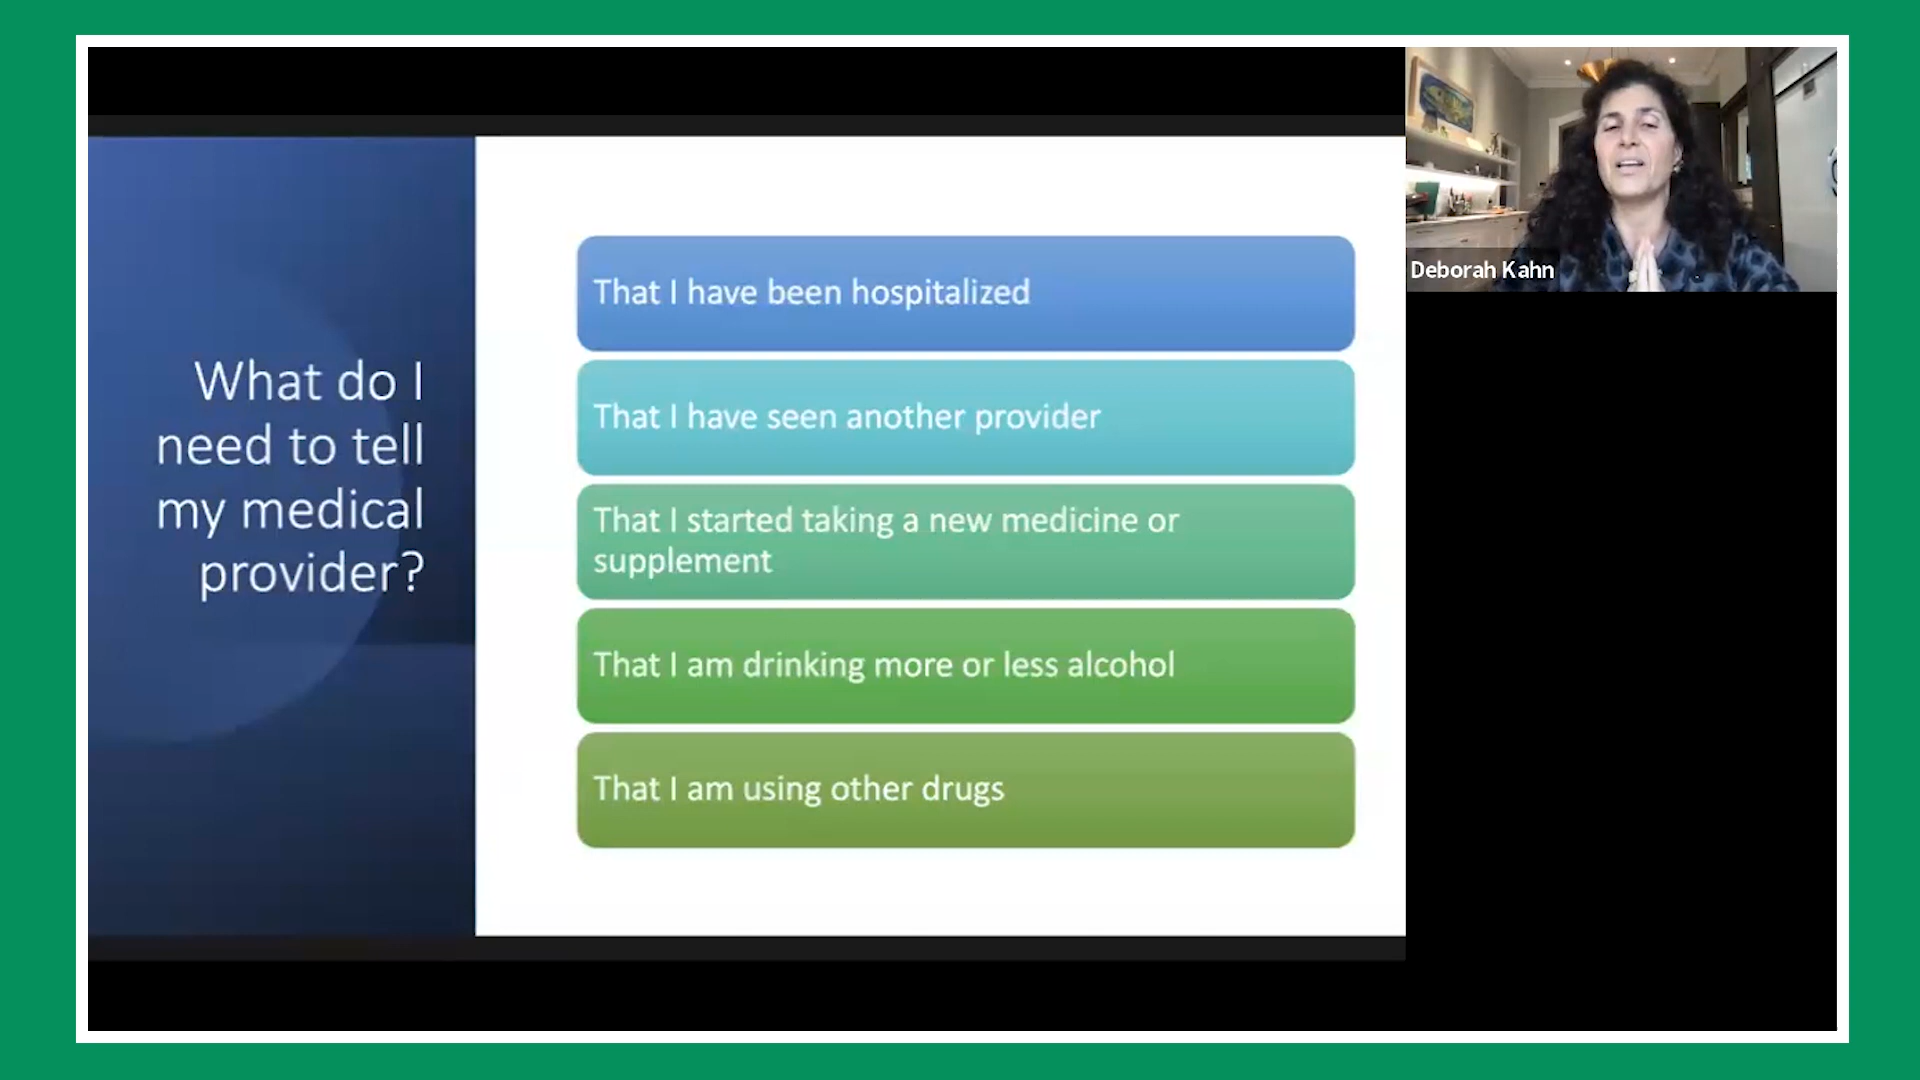 What do I
need to tell
my medical
provider?
That I have been hospitalized
That I have seen another provider
That I started taking a new medicine or
supplement
That I am drinking more or less alcohol
That I am using other drugs
Deborah Kahn